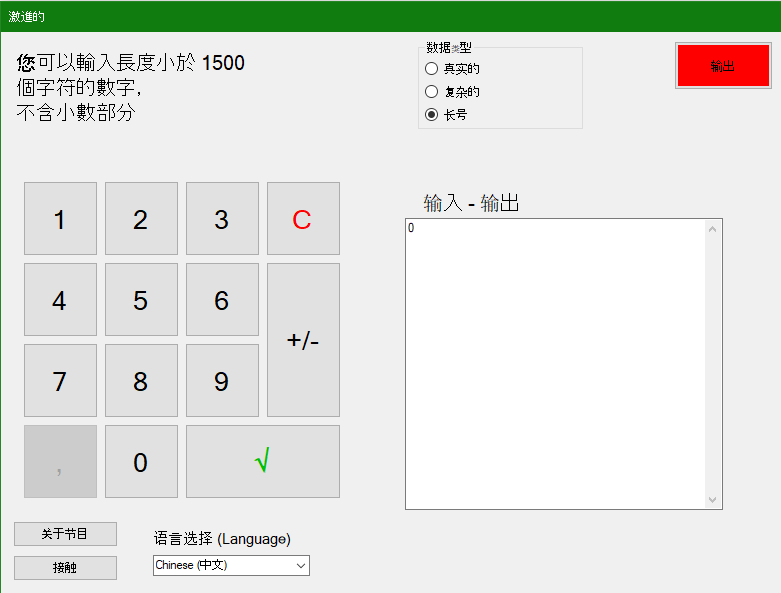 激進的
您可以輸入長度小於 1500
個字符的數字,
不含小數部分
数据类型
真实的
复杂的
长号
输出
1 2 3 C
4 5 6
+/-
7 8 9
, 0 √
输入 - 输出
0
关于节目
接触
语言选择 (Language)
Chinese (中文)